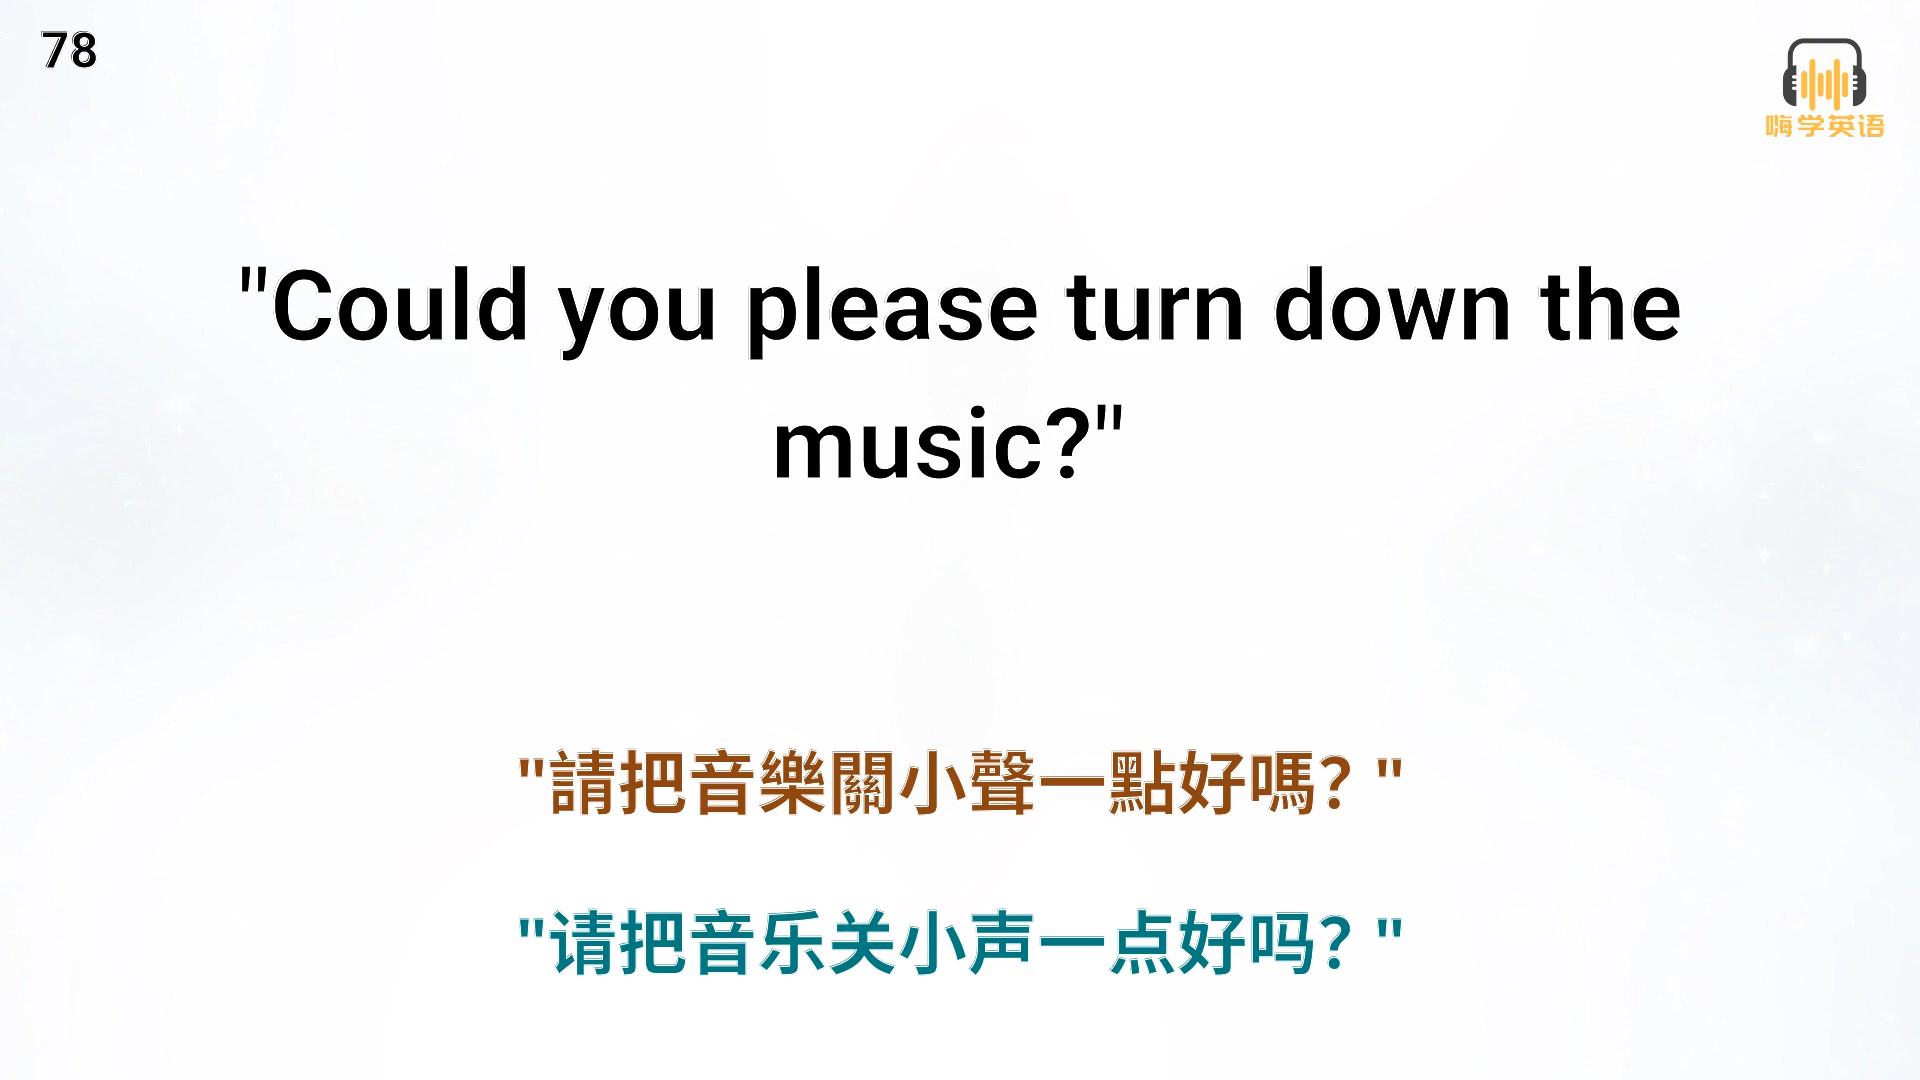 78
嗨学英语
"Could you please turn down the
music?"
"請把音樂關小聲一點好嗎？"
"请把音乐关小声一点好吗？"